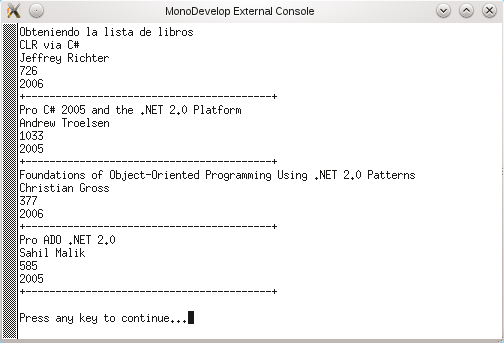 MonoDevelop External Console
Obteniendo la lista de libros
CLR via C#
Jeffrey Richter
726
2006
+---------------------------------------+
Pro C# 2005 and the .NET 2.0 Platform
Andrew Troelsen
1033
2005
+---------------------------------------+
Foundations of Object-Oriented Programming Using .NET 2.0 Patterns
Christian Gross
377
2006
+---------------------------------------+
Pro ADO .NET 2.0
Sahil Malik
585
2005
+---------------------------------------+
Press any key to continue...